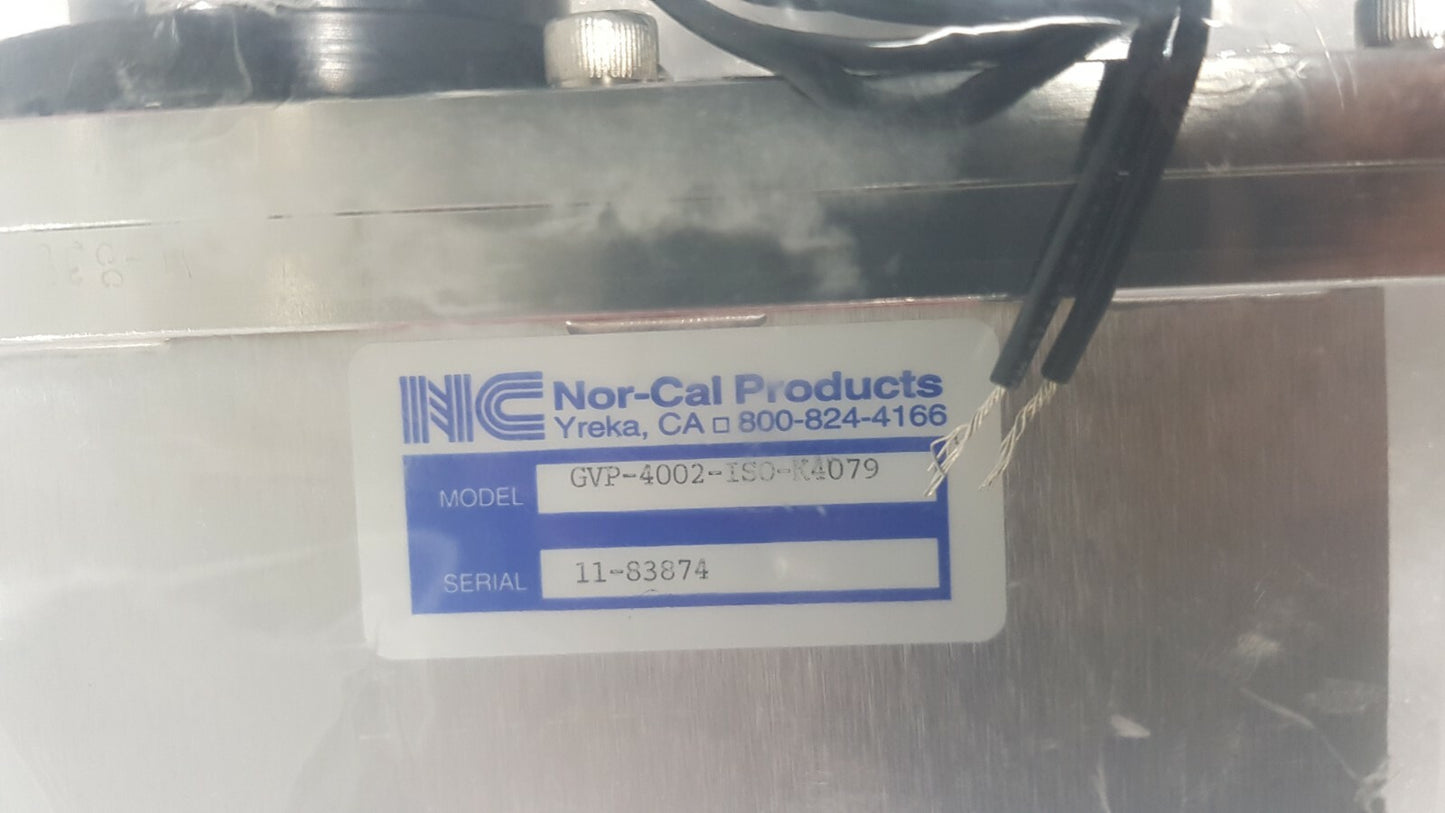 NC Nor-Cal Products
Yreka, CA □ 800-824-4166
MODEL GVP-4002-ISO-K4079
SERIAL 11-83874